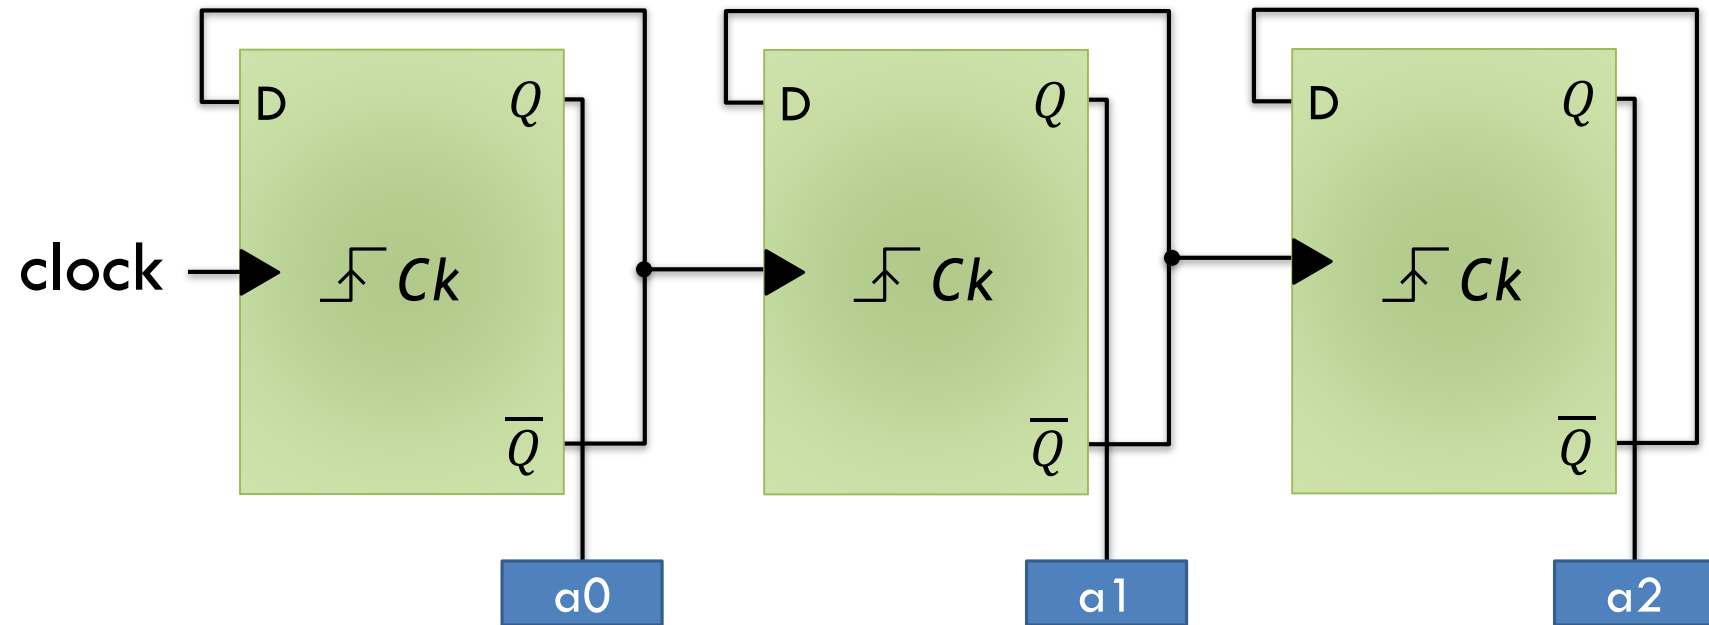 D Q D Q D Q
clock Ck Ck Ck
Q̅ Q̅ Q̅
a0 a1 a2